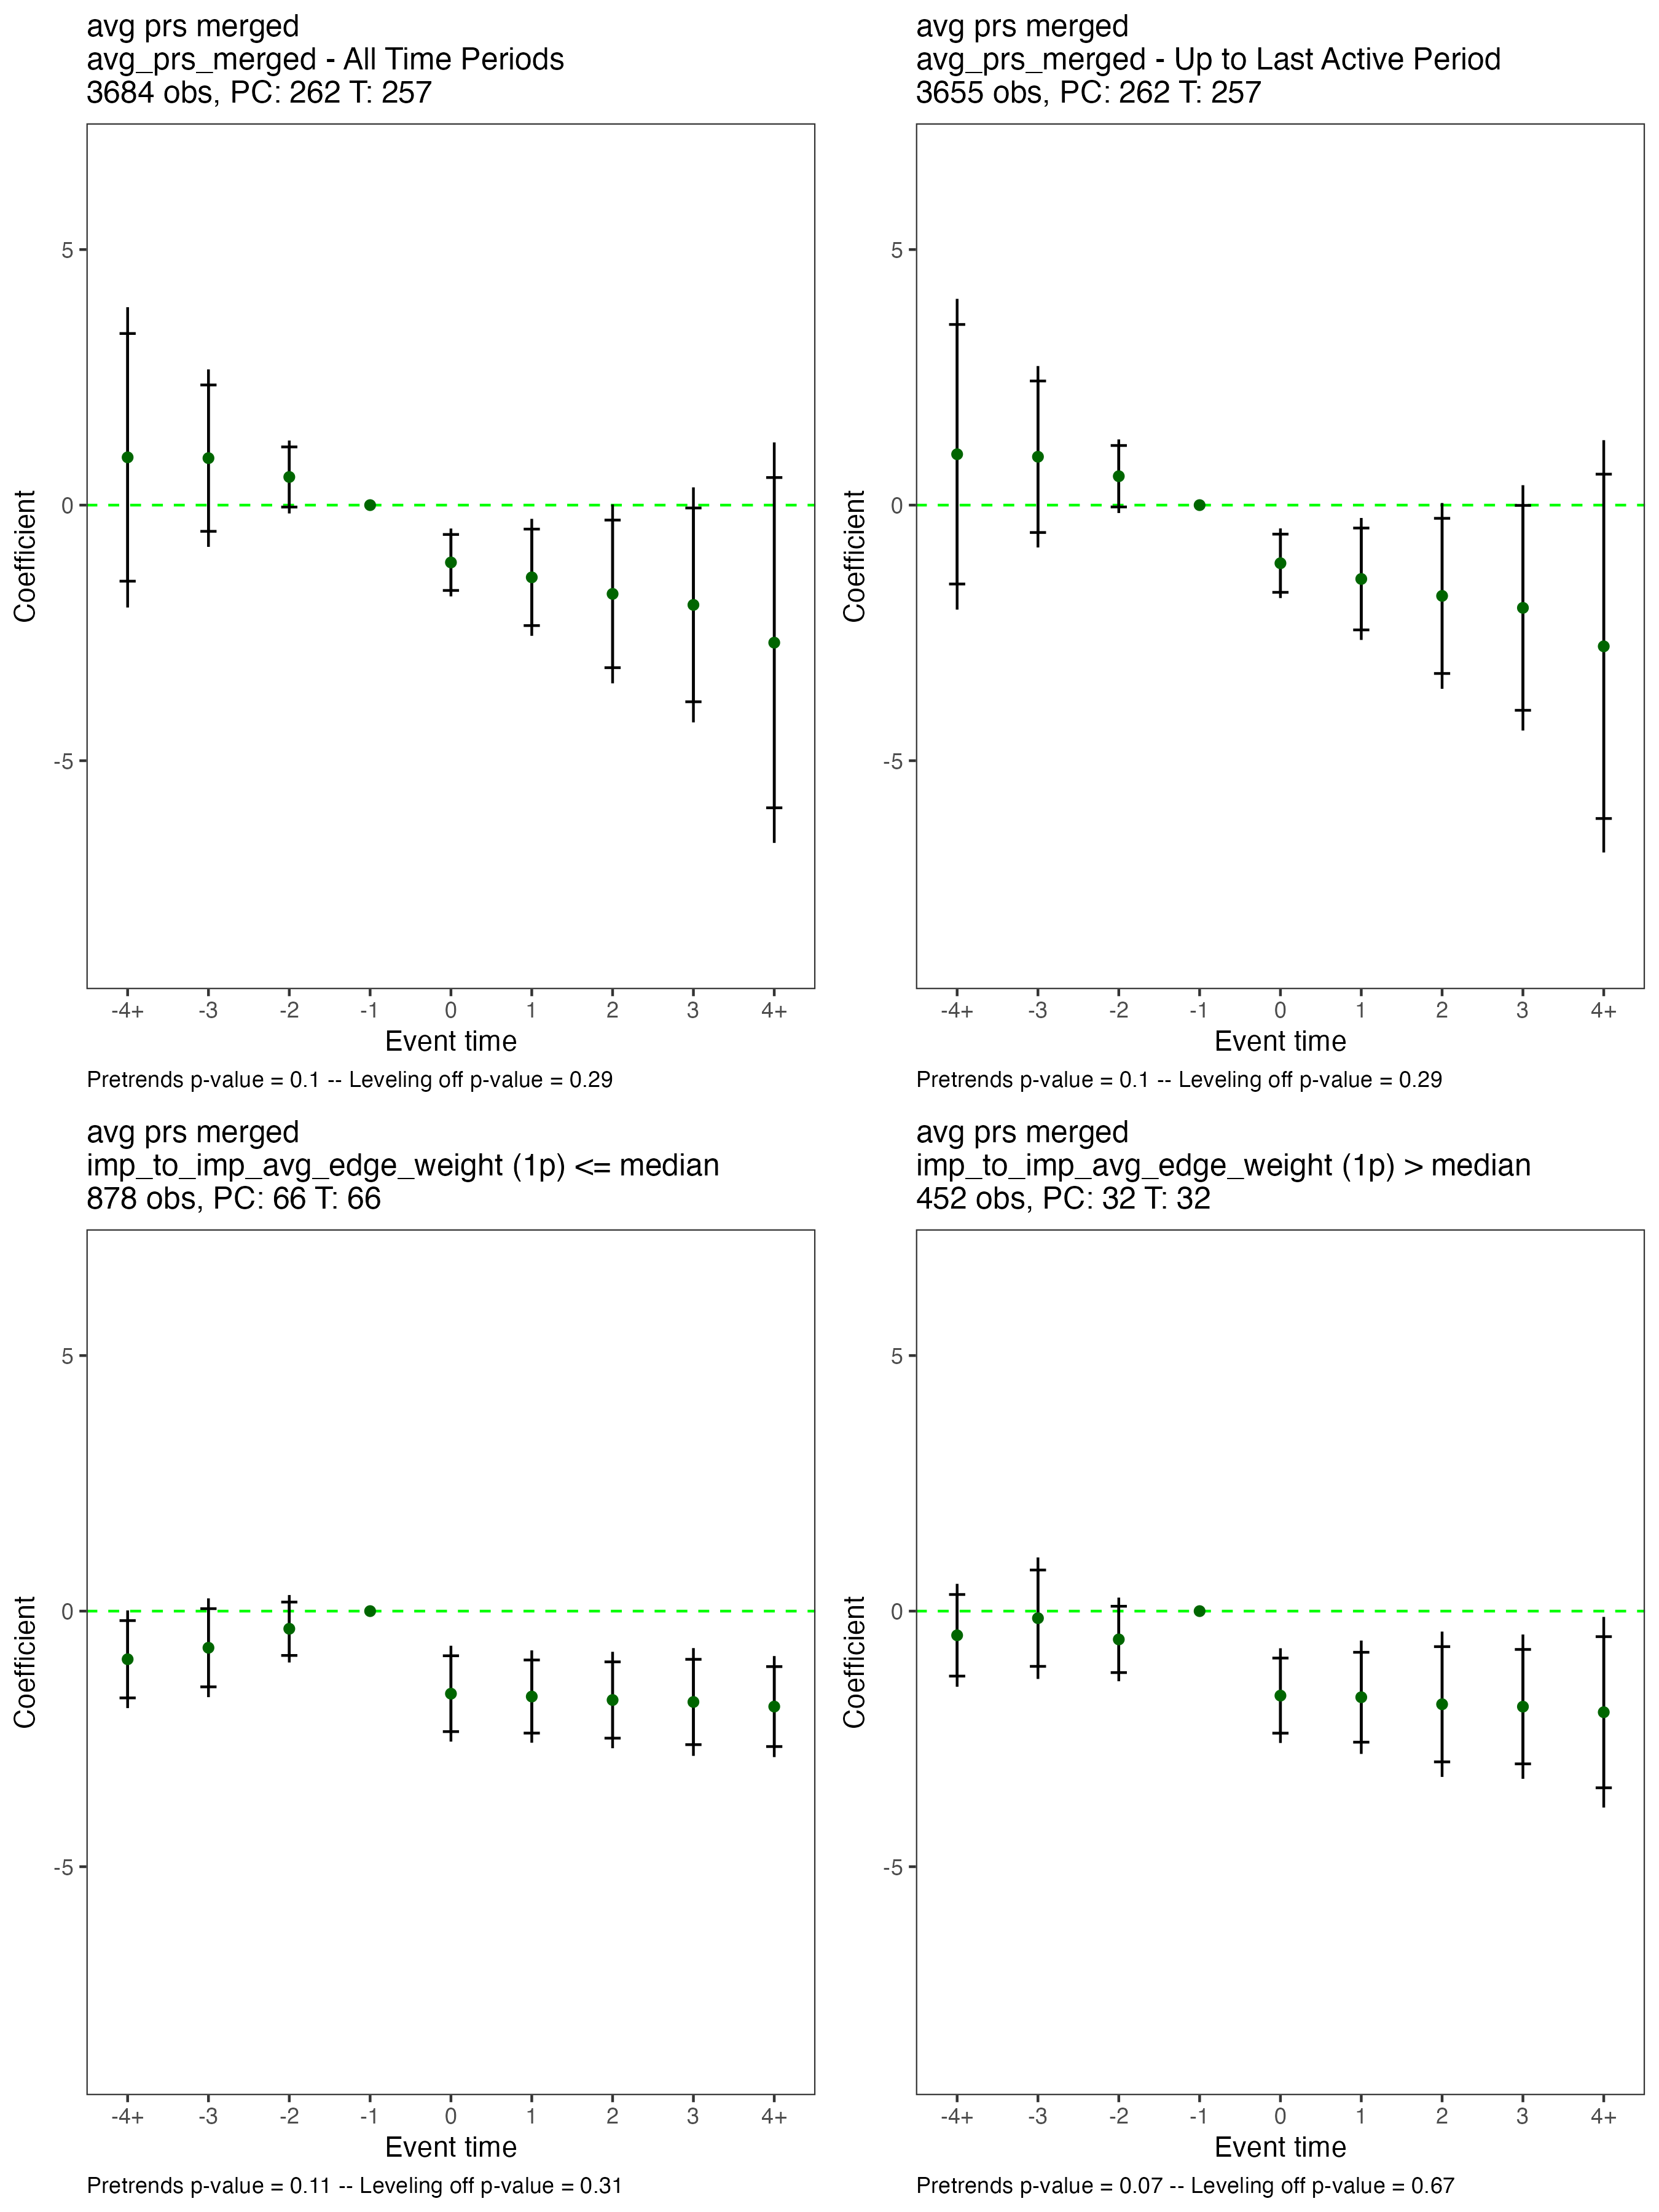 avg prs merged
avg_prs_merged - All Time Periods
3684 obs, PC: 262 T: 257
5
0
-5
Coefficient
-4+ -3 -2 -1 0 1 2 3 4+
Event time
Pretrends p-value = 0.1 -- Leveling off p-value = 0.29
avg prs merged
avg_prs_merged - Up to Last Active Period
3655 obs, PC: 262 T: 257
5
0
-5
Coefficient
-4+ -3 -2 -1 0 1 2 3 4+
Event time
Pretrends p-value = 0.1 -- Leveling off p-value = 0.29
avg prs merged
imp_to_imp_avg_edge_weight (1p) <= median
878 obs, PC: 66 T: 66
5
0
-5
Coefficient
-4+ -3 -2 -1 0 1 2 3 4+
Event time
Pretrends p-value = 0.11 -- Leveling off p-value = 0.31
avg prs merged
imp_to_imp_avg_edge_weight (1p) > median
452 obs, PC: 32 T: 32
5
0
-5
Coefficient
-4+ -3 -2 -1 0 1 2 3 4+
Event time
Pretrends p-value = 0.07 -- Leveling off p-value = 0.67